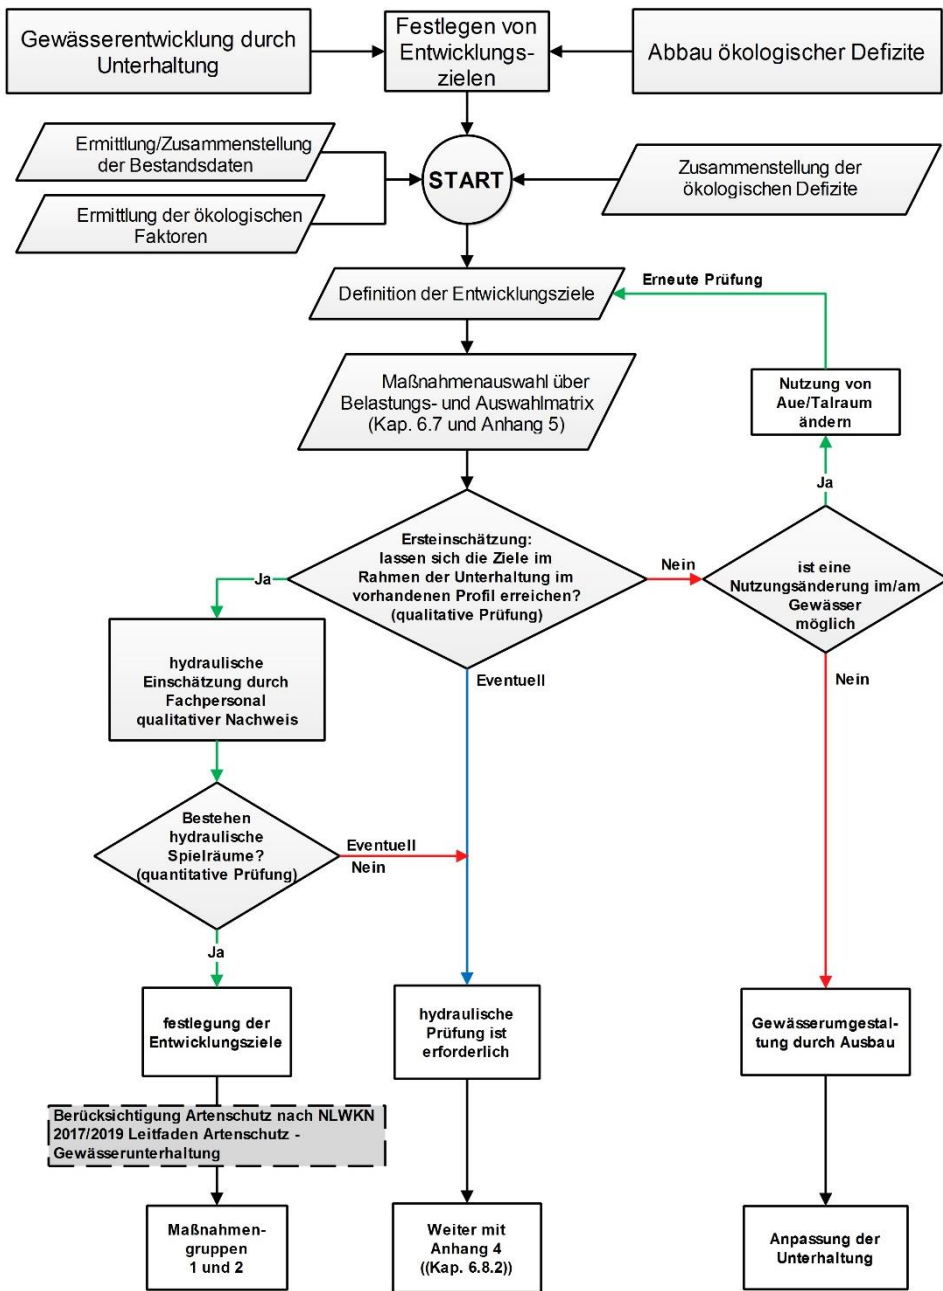 Gewässerentwicklung durch
Unterhaltung
Festlegen von
Entwicklungs-
zielen
Abbau ökologischer Defizite
Ermittlung/Zusammenstellung
der Bestandsdaten
START
Zusammenstellung der
ökologischen Defizite
Ermittlung der ökologischen
Faktoren
Definition der Entwicklungsziele
Erneute Prüfung
Maßnahmenauswahl über
Belastungs- und Auswahlmatrix
(Kap. 6.7 und Anhang 5)
Nutzung von
Aue/Talraum
ändern
Ja
Ersteinschätzung:
lassen sich die Ziele im
Rahmen der Unterhaltung im
vorhandenen Profil erreichen?
(qualitative Prüfung)
Ja
Nein
ist eine
Nutzungsänderung im/am
Gewässer
möglich
Eventuell
Nein
hydraulische
Einschätzung durch
Fachpersonal
qualitativer Nachweis
Bestehen
hydraulische
Spielräume?
(quantitative Prüfung)
Eventuell
Nein
Ja
festlegung der
Entwicklungsziele
hydraulische
Prüfung ist
erforderlich
Gewässerumgestal-
tung durch Ausbau
Berücksichtigung Artenschutz nach NLWKN
2017/2019 Leitfaden Artenschutz -
Gewässerunterhaltung
Maßnahmen-
gruppen
1 und 2
Weiter mit
Anhang 4
((Kap. 6.8.2))
Anpassung der
Unterhaltung